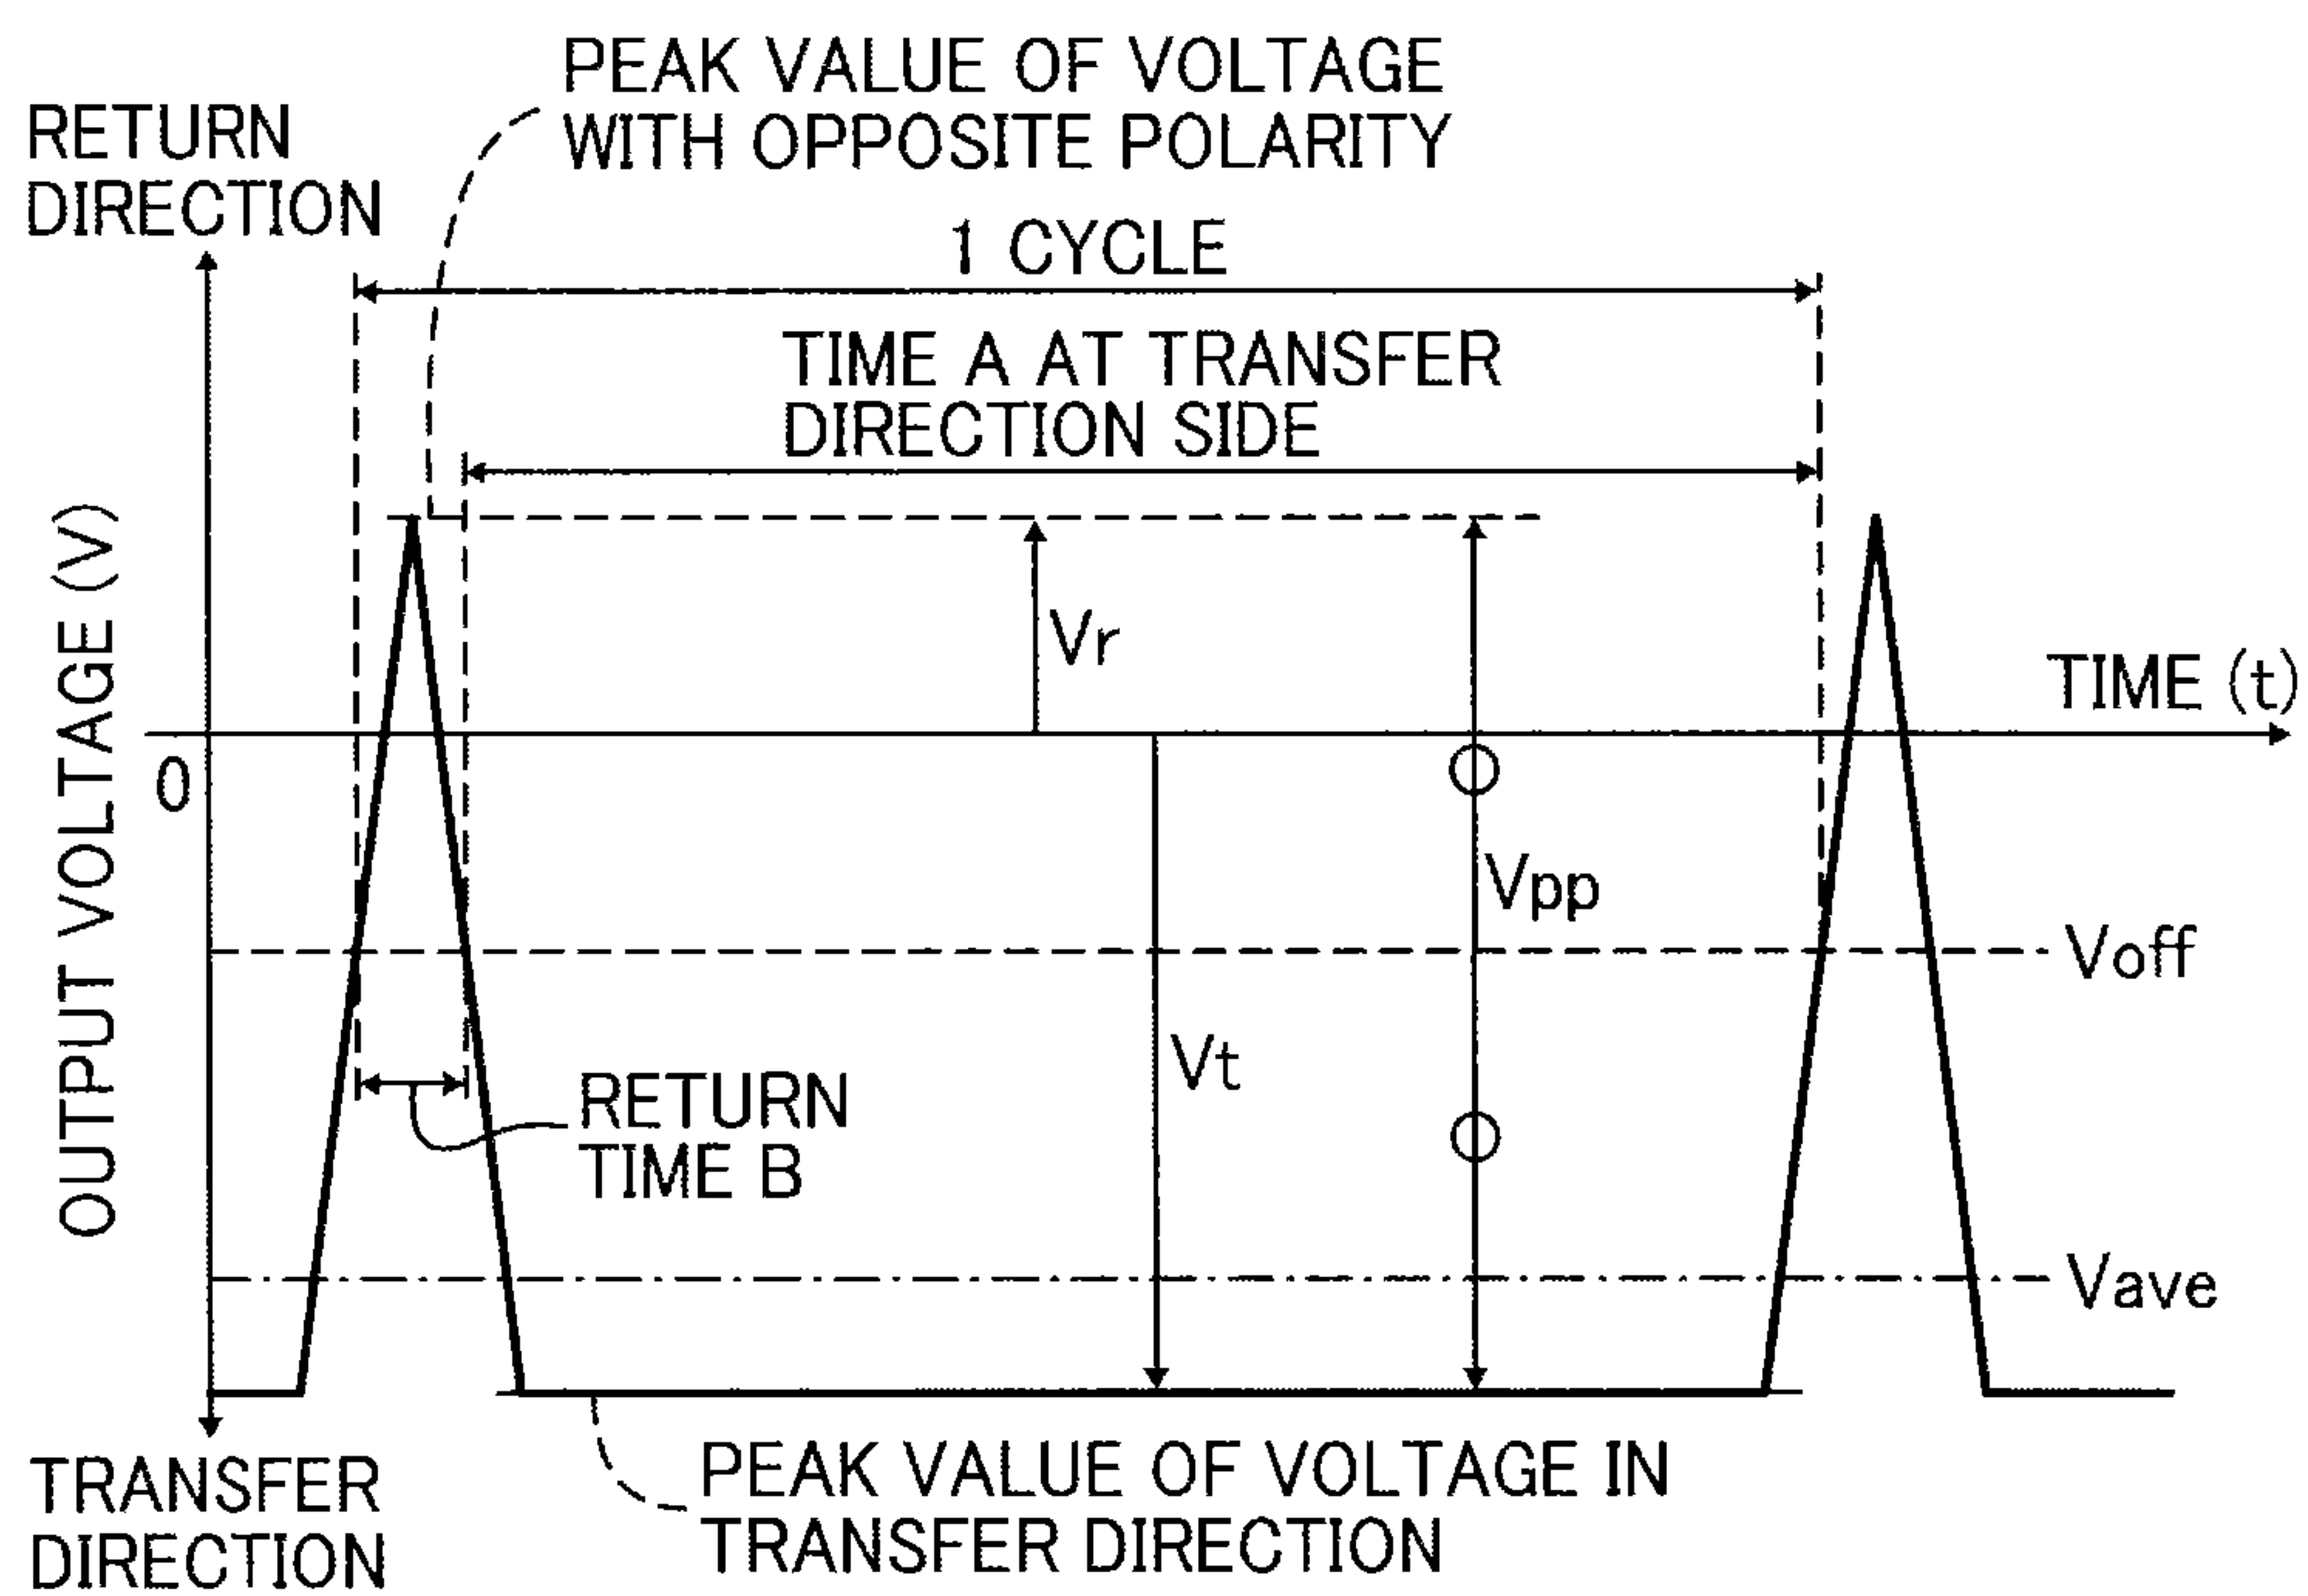 PEAK VALUE OF VOLTAGE
WITH OPPOSITE POLARITY
RETURN
DIRECTION
1 CYCLE
TIME A AT TRANSFER
DIRECTION SIDE
OUTPUT VOLTAGE (V)
Vr
TIME (t)
0
Vpp
Voff
Vt
RETURN
TIME B
Vave
TRANSFER
DIRECTION
PEAK VALUE OF VOLTAGE IN
TRANSFER DIRECTION